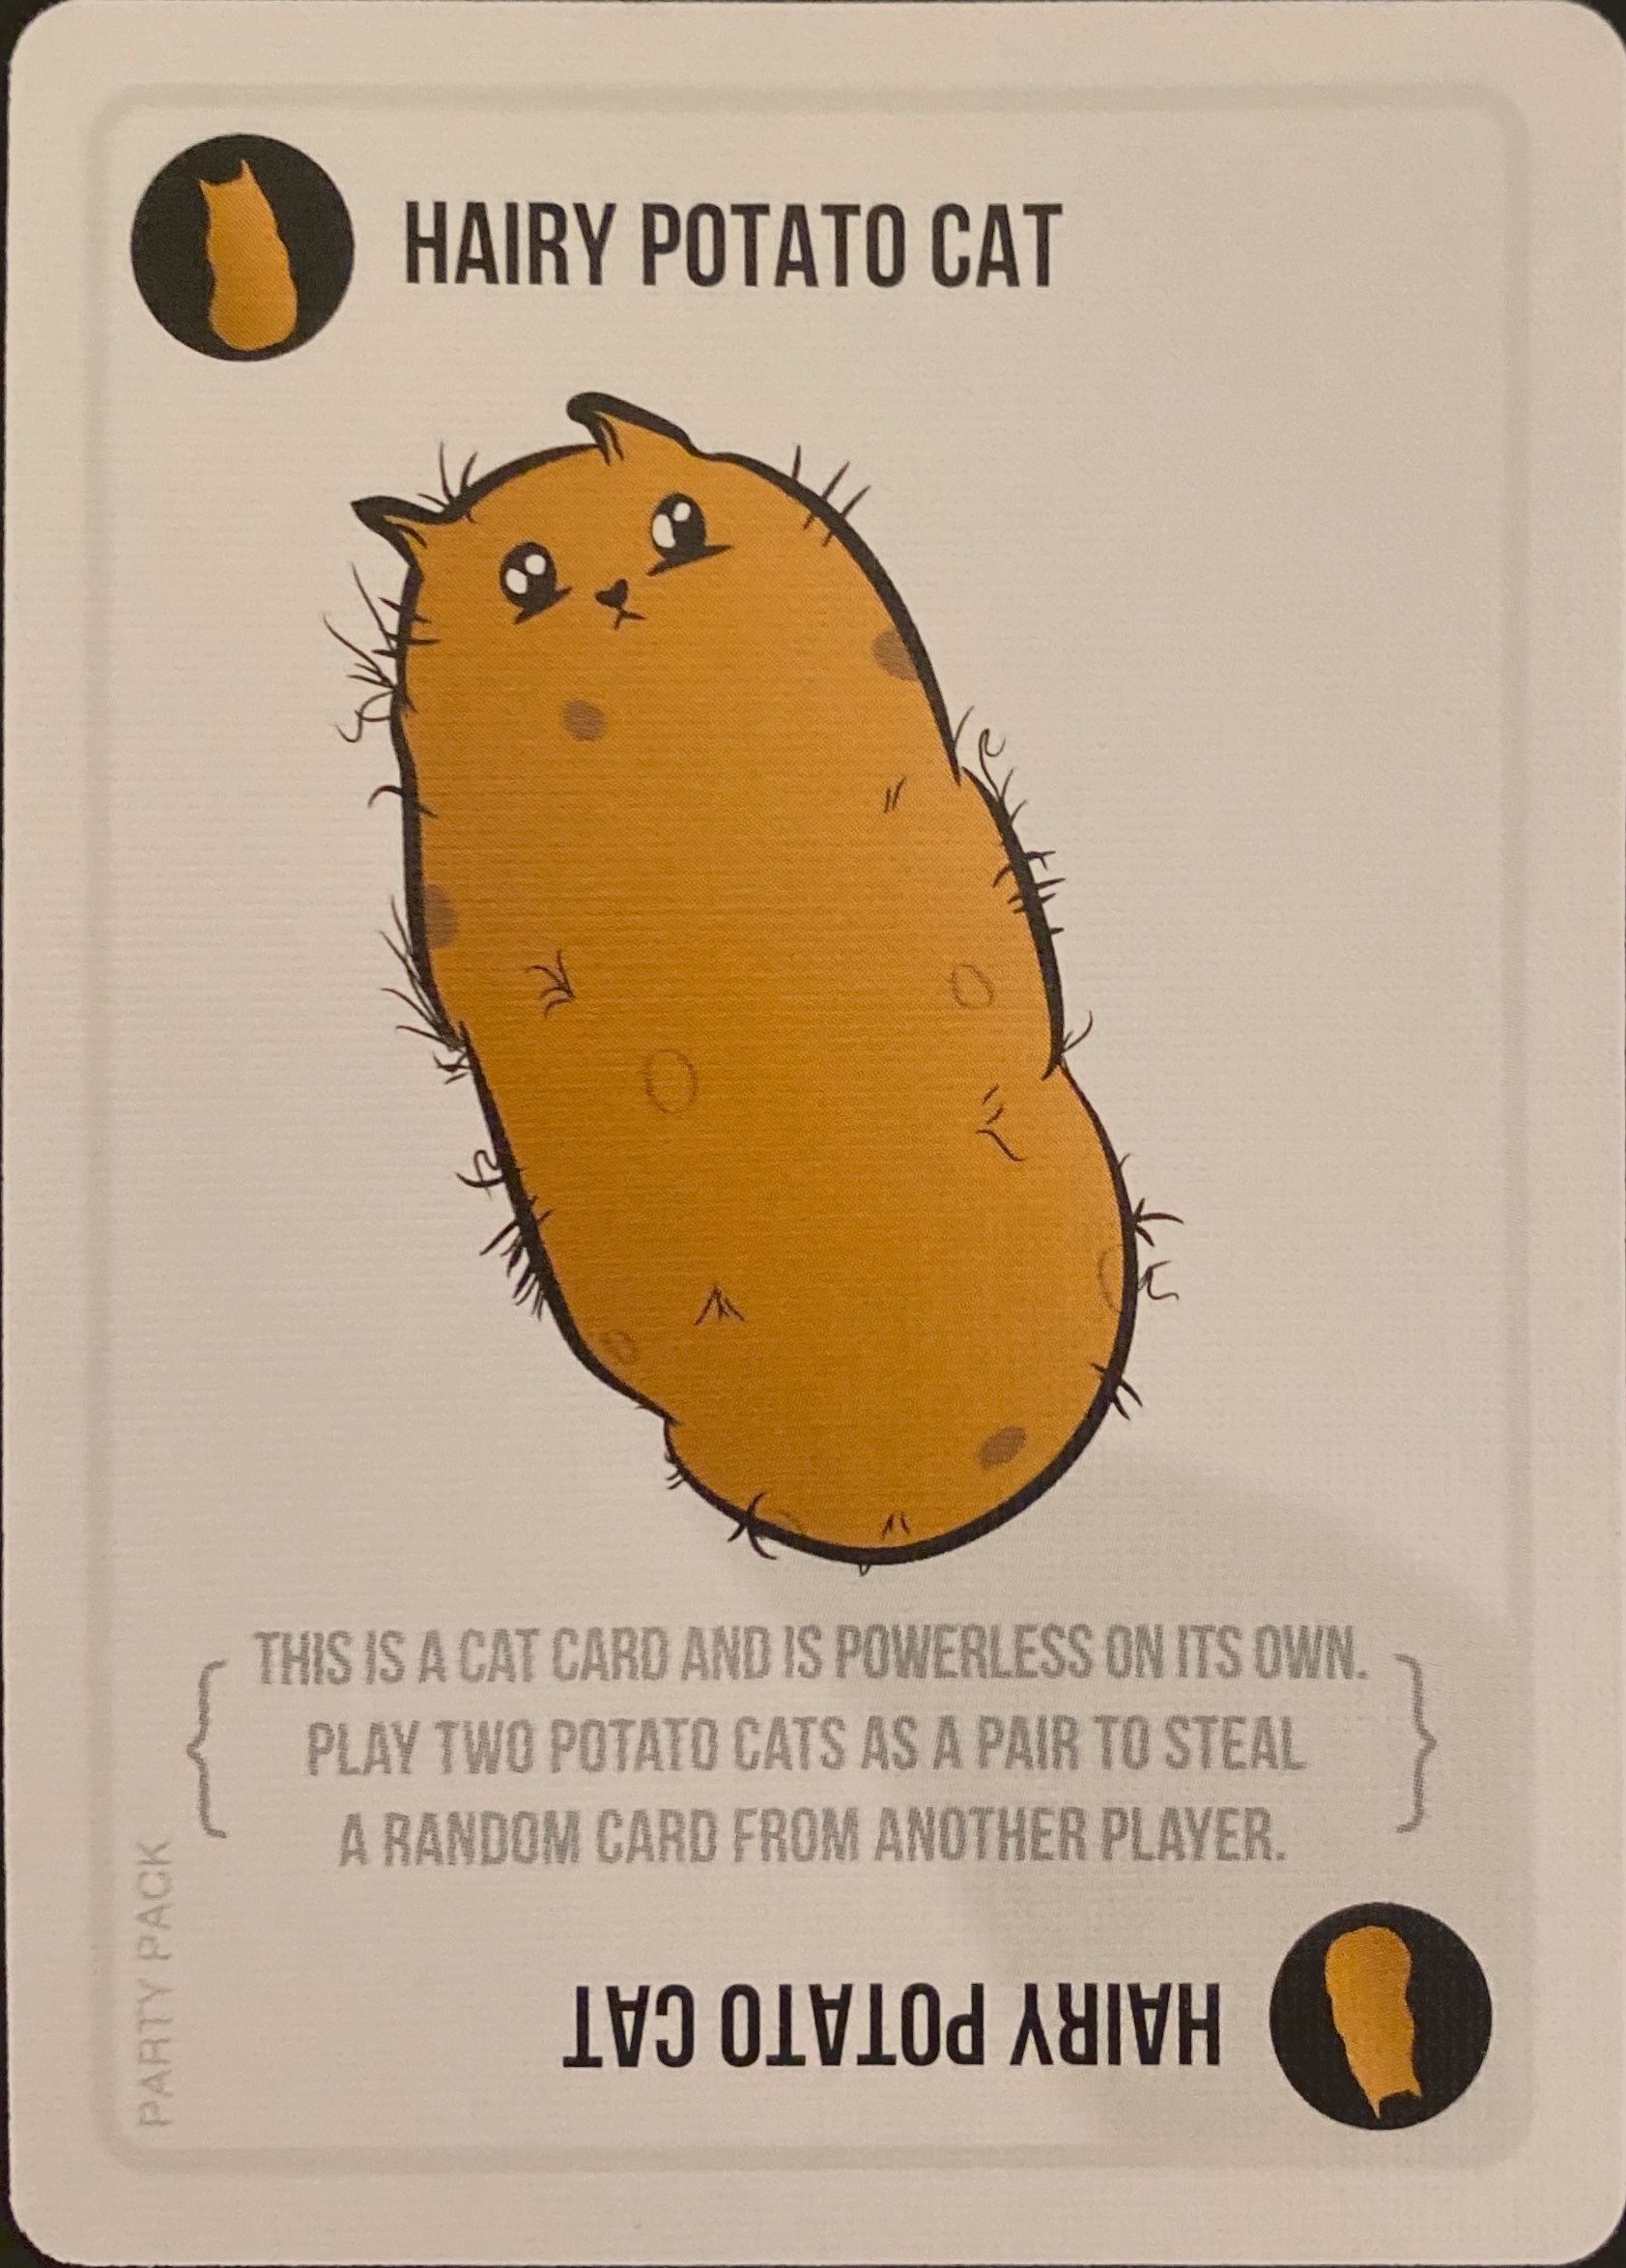 HAIRY POTATO CAT
THIS IS A CAT CARD AND IS POWERLESS ON ITS OWN.
PLAY TWO POTATO CATS AS A PAIR TO STEAL
A RANDOM CARD FROM ANOTHER PLAYER.
PARTY PACK
HAIRY POTATO CAT